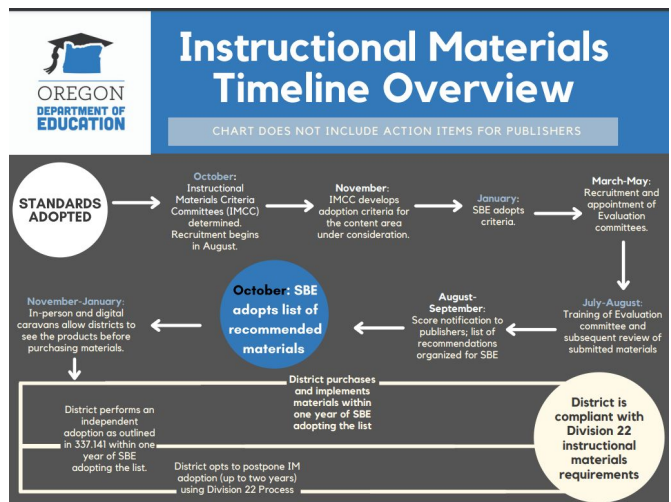 OREGON
DEPARTMENT OF
EDUCATION
Instructional Materials
Timeline Overview
CHART DOES NOT INCLUDE ACTION ITEMS FOR PUBLISHERS
STANDARDS
ADOPTED
October:
Instructional
Materials Criteria
Committees (IMCC)
determined.
Recruitment begins
in August.
November:
IMCC develops
adoption criteria for
the content area
under consideration.
January:
SBE adopts
criteria.
March-May:
Recruitment and
appointment of
Evaluation
committees.
July-August:
Training of Evaluation
committee and
subsequent review of
submitted materials
August-
September:
Score notification to
publishers; list of
recommendations
organized for SBE
October: SBE
adopts list of
recommended
materials
November-January:
In-person and digital
caravans allow districts to
see the products before
purchasing materials.
District purchases
and implements
materials within
one year of SBE
adopting the list
District performs an
independent
adoption as outlined
in 337.141 within one
year of SBE
adopting the list.
District opts to postpone IM
adoption (up to two years)
using Division 22 Process
District is
compliant with
Division 22
instructional
materials
requirements